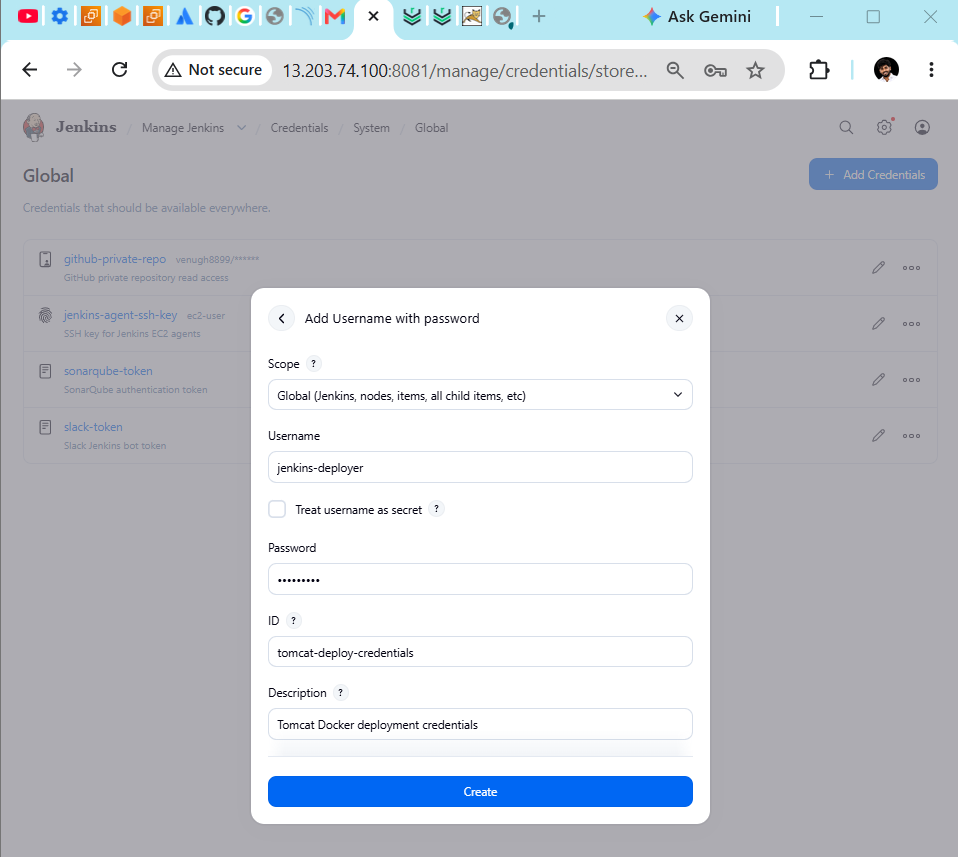 Ask Gemini
Not secure 13.203.74.100:8081/manage/credentials/store...
Jenkins / Manage Jenkins / Credentials / System / Global
Global
+ Add Credentials
Credentials that should be available everywhere.
github-private-repo venugh8899/******
GitHub private repository read access
jenkins-agent-ssh-key ec2-user
SSH key for Jenkins EC2 agents
sonarqube-token
SonarQube authentication token
slack-token
Slack Jenkins bot token
Add Username with password
Scope ?
Global (Jenkins, nodes, items, all child items, etc)
Username
jenkins-deployer
Treat username as secret ?
Password
•••••••••
ID ?
tomcat-deploy-credentials
Description ?
Tomcat Docker deployment credentials
Create